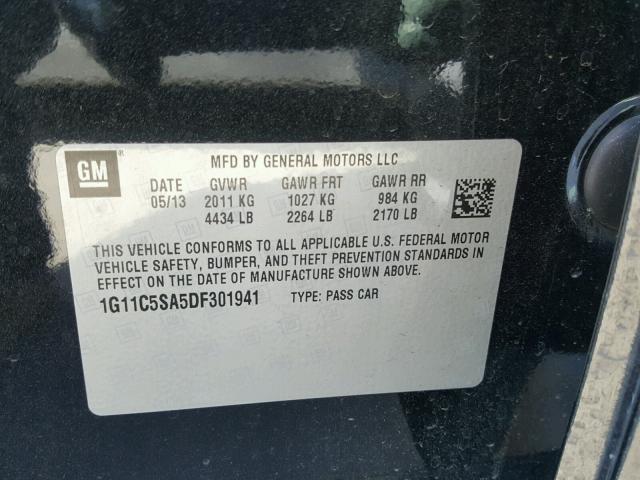 GM ®
MFD BY GENERAL MOTORS LLC
DATE GVWR GAWR FRT GAWR RR
05/13 2011 KG 1027 KG 984 KG
4434 LB 2264 LB 2170 LB
THIS VEHICLE CONFORMS TO ALL APPLICABLE U.S. FEDERAL MOTOR
VEHICLE SAFETY, BUMPER, AND THEFT PREVENTION STANDARDS IN
EFFECT ON THE DATE OF MANUFACTURE SHOWN ABOVE.
1G11C5SA5DF301941 TYPE: PASS CAR